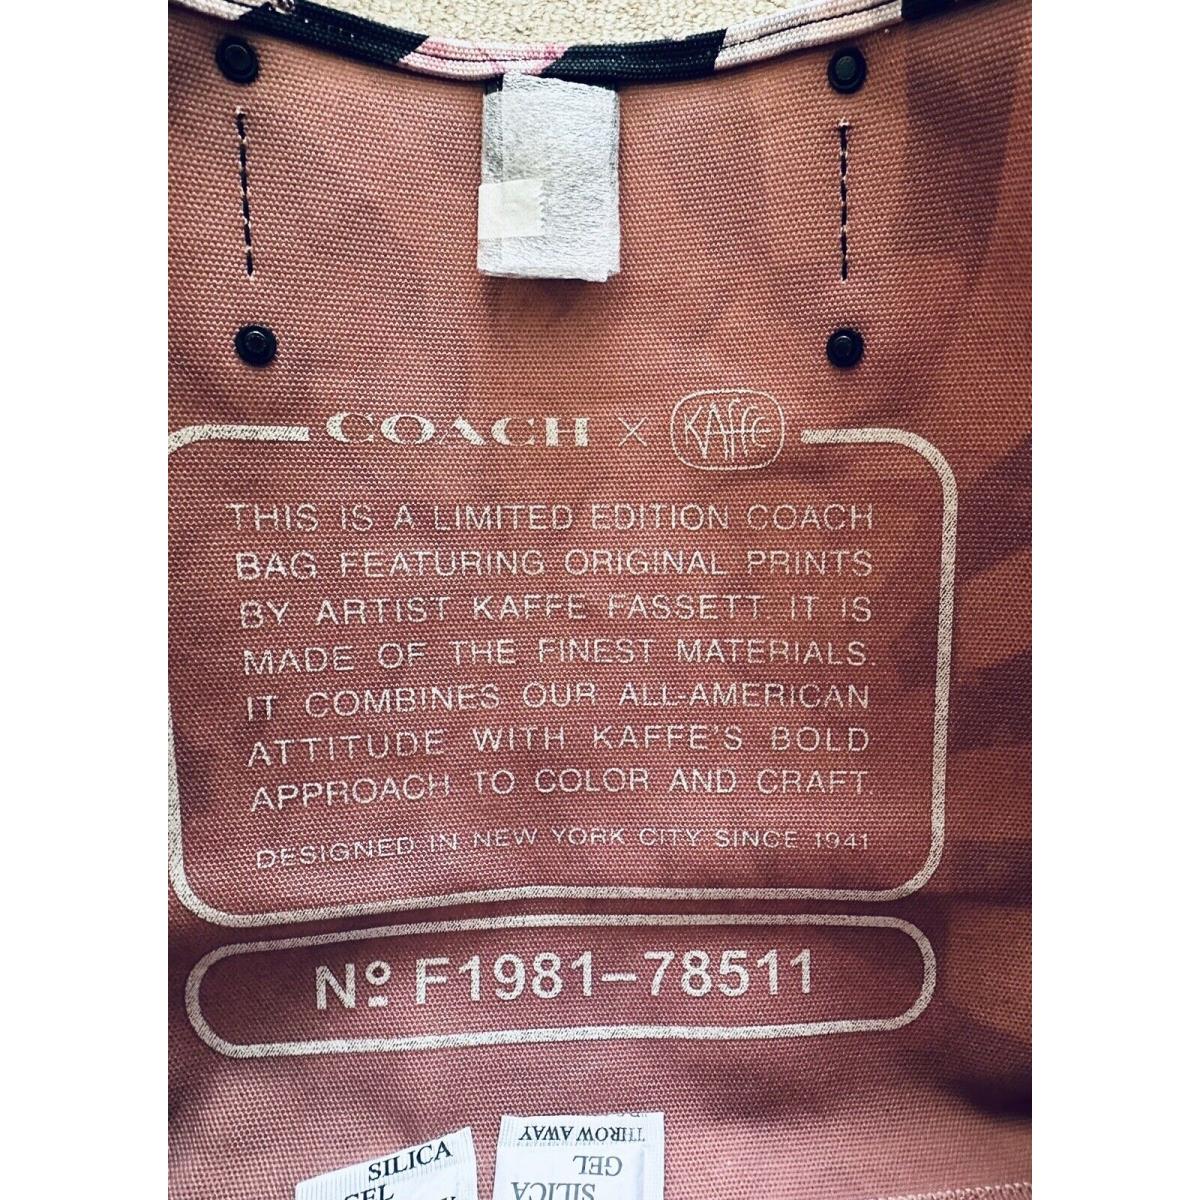 COACH × KAFFE
THIS IS A LIMITED EDITION COACH
BAG FEATURING ORIGINAL PRINTS
BY ARTIST KAFFE FASSETT. IT IS
MADE OF THE FINEST MATERIALS.
IT COMBINES OUR ALL-AMERICAN
ATTITUDE WITH KAFFE'S BOLD
APPROACH TO COLOR AND CRAFT.
DESIGNED IN NEW YORK CITY SINCE 1941
Nº F1981–78511
SILICA
GEL
THROW AWAY
GEL
SILICA